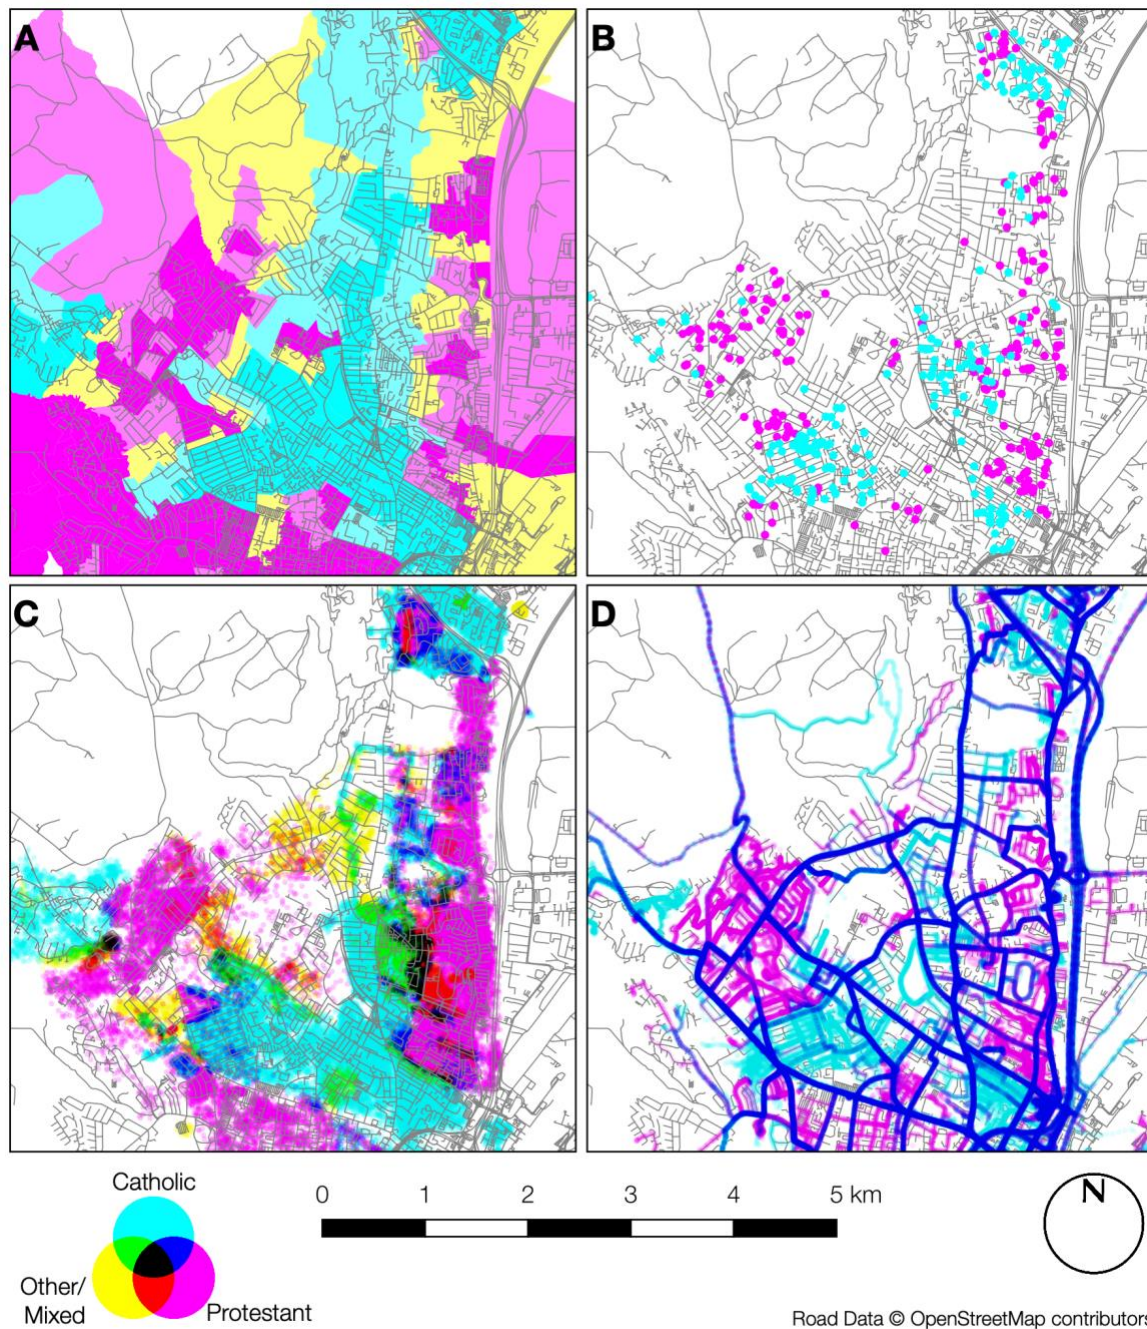 A
B
C
D
Catholic
Other/
Mixed
Protestant
0 1 2 3 4 5 km
N
Road Data © OpenStreetMap contributors